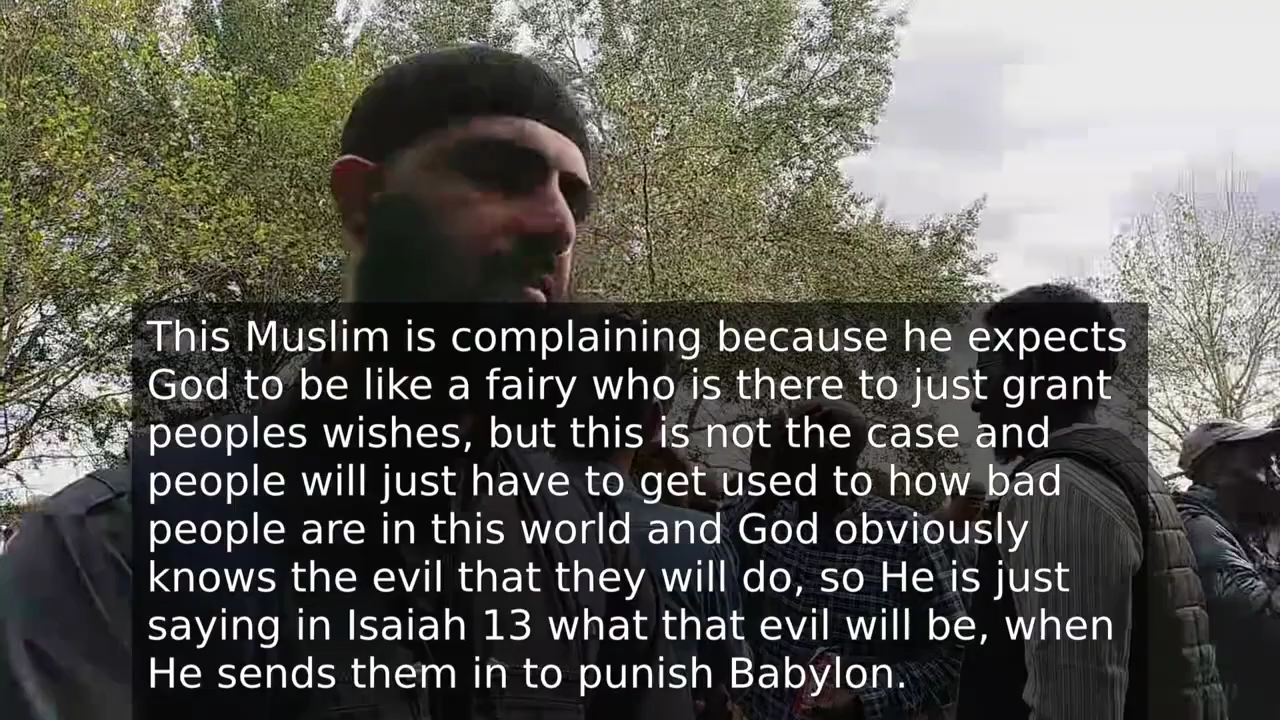 This Muslim is complaining because he expects
God to be like a fairy who is there to just grant
peoples wishes, but this is not the case and
people will just have to get used to how bad
people are in this world and God obviously
knows the evil that they will do, so He is just
saying in Isaiah 13 what that evil will be, when
He sends them in to punish Babylon.